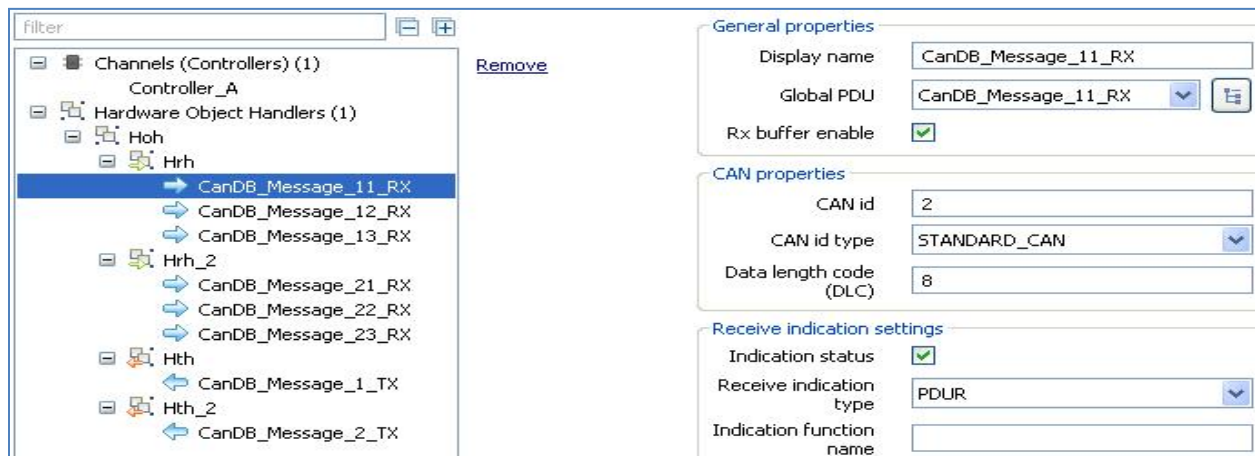 filter
Channels (Controllers) (1)
Controller_A
Hardware Object Handlers (1)
Hoh
Hrh
CanDB_Message_11_RX
CanDB_Message_12_RX
CanDB_Message_13_RX
Hrh_2
CanDB_Message_21_RX
CanDB_Message_22_RX
CanDB_Message_23_RX
Hth
CanDB_Message_1_TX
Hth_2
CanDB_Message_2_TX
Remove
General properties
Display name CanDB_Message_11_RX
Global PDU CanDB_Message_11_RX
Rx buffer enable
CAN properties
CAN id 2
CAN id type STANDARD_CAN
Data length code
(DLC) 8
Receive indication settings
Indication status
Receive indication
type PDUR
Indication function
name